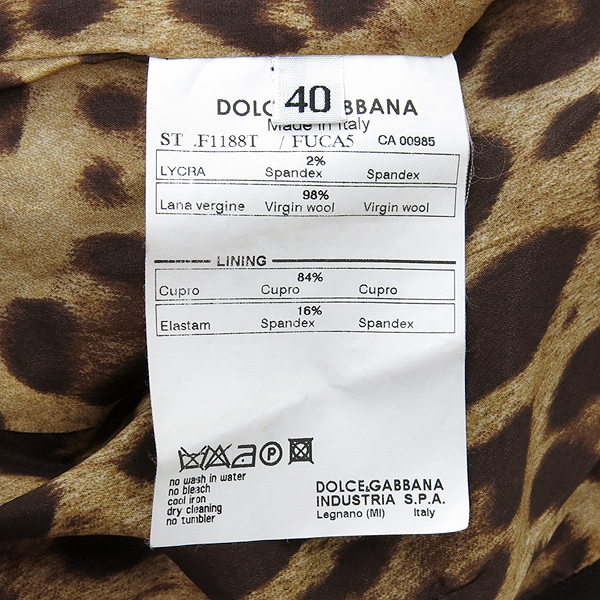 40
DOLC ABBANA
Made in Italy
ST .F1188T / FUCA5 CA 00985
2%
LYCRA Spandex Spandex
98%
Lana vergine Virgin wool Virgin wool
LINING
84%
Cupro Cupro Cupro
16%
Elastam Spandex Spandex
A P
no wash in water
no bleach
cool iron
dry cleaning
no tumbler
DOLCE&GABBANA
INDUSTRIA S.P.A.
Legnano (MI) Italy